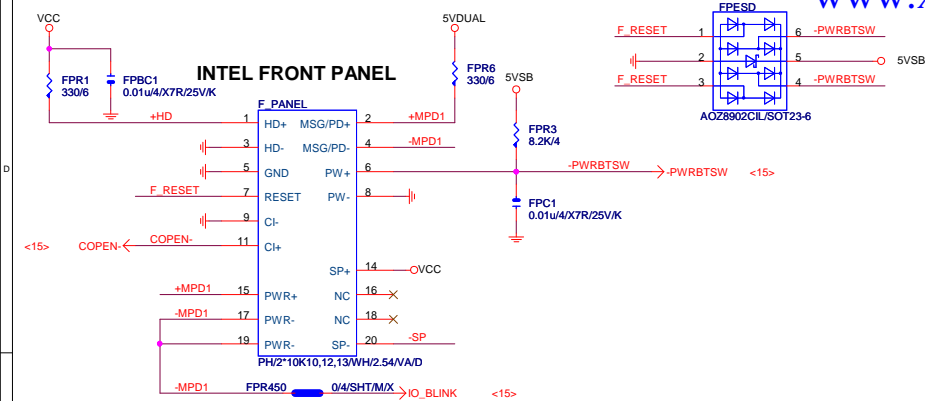 VCC
FPR1
330/6
FPBC1
0.01u/4/X7R/25V/K
INTEL FRONT PANEL
5VDUAL
FPR6
330/6
5VSB
FPR3
8.2K/4
FPESD
F_RESET 1 6 -PWRBTSW
2 5 5VSB
F_RESET 3 4 -PWRBTSW
AOZ8902CIL/SOT23-6
D
F_PANEL
+HD 1 HD+ MSG/PD+ 2 +MPD1
3 HD- MSG/PD- 4 -MPD1
5 GND PW+ 6 -PWRBTSW -PWRBTSW <15>
F_RESET 7 RESET PW- 8
9 CI-
<15> COPEN- COPEN- 11 CI+
FPC1
0.01u/4/X7R/25V/K
SP+ 14 VCC
+MPD1 15 PWR+ NC 16
-MPD1 17 PWR- NC 18
19 PWR- SP- 20 -SP
PH/2*10K10,12,13/WH/2.54/VA/D
-MPD1 FPR450 0/4/SHT/M/X IO_BLINK <15>